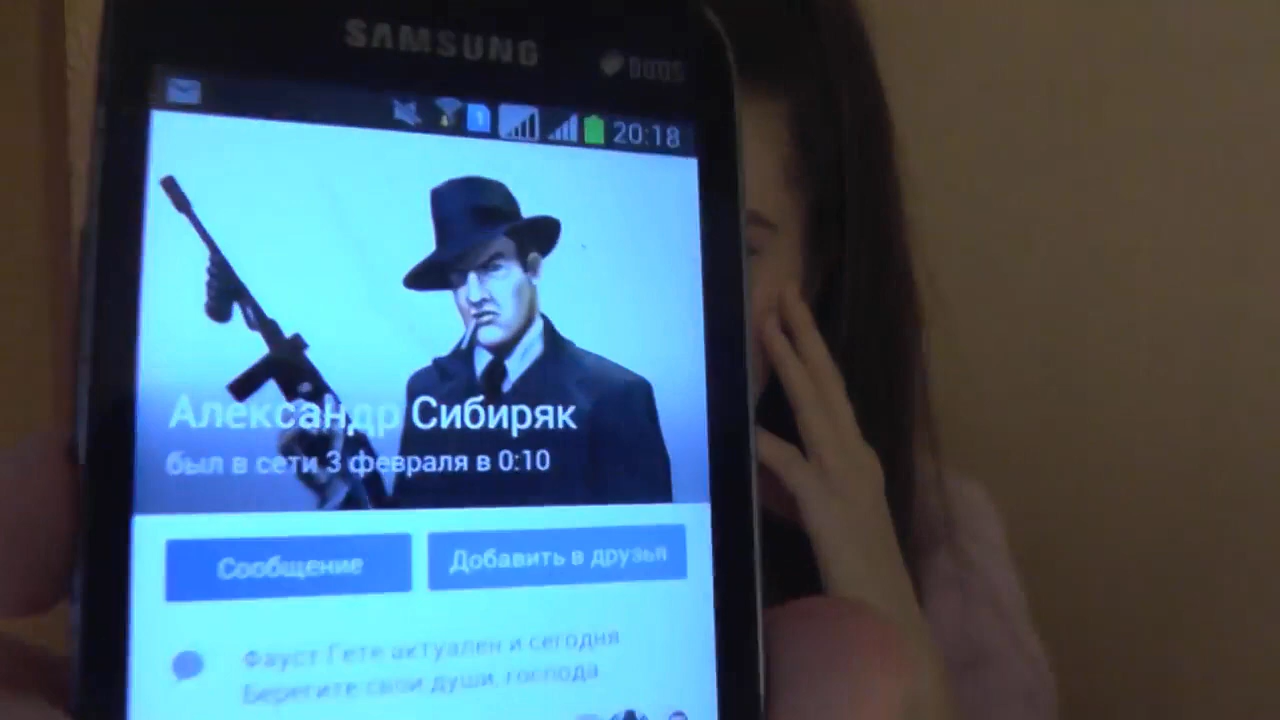 SAMSUNG
DUOS
1
20:18
Александр Сибиряк
был в сети 3 февраля в 0:10
Сообщение
Добавить в друзья
Фауст Гете актуален и сегодня
Берегите свои души, господа